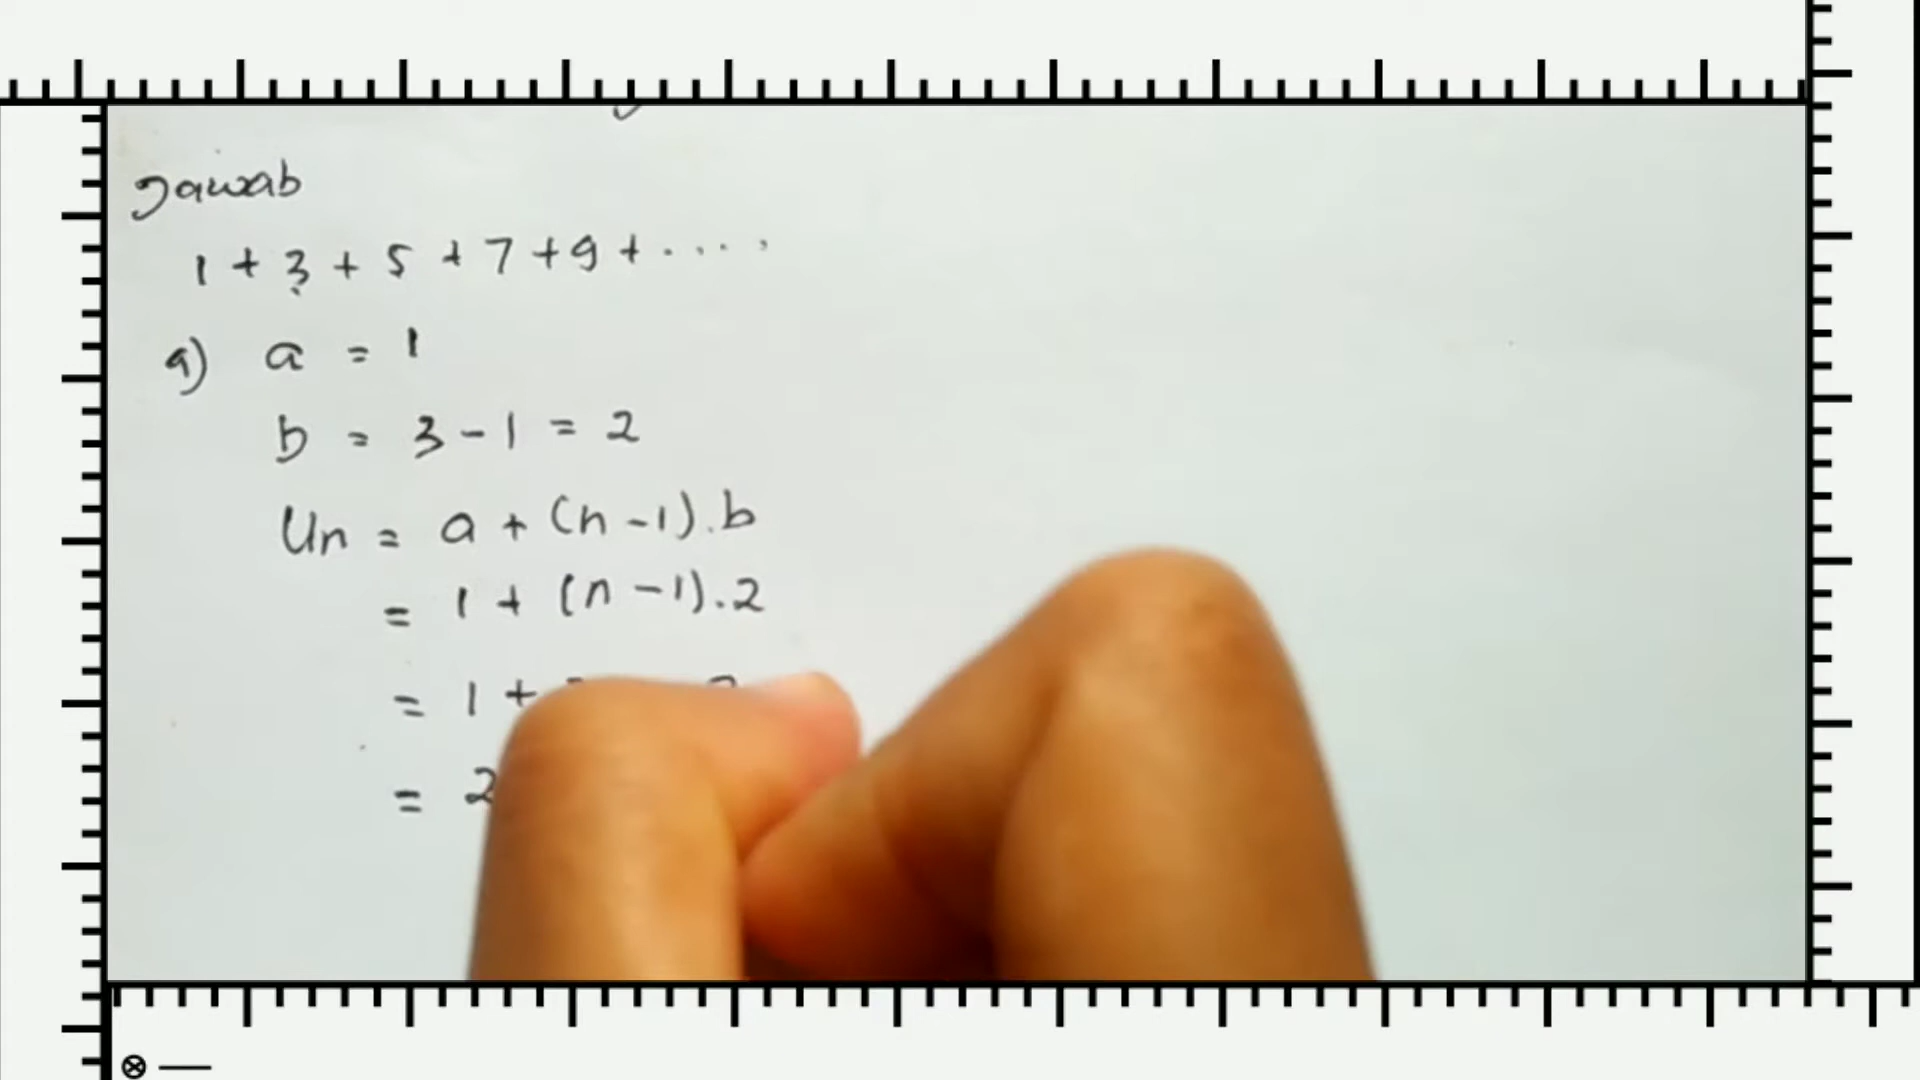 Jawab
1 + 3 + 5 + 7 + 9 + ....,
a) a = 1
b = 3 - 1 = 2
Un = a + (n - 1) . b
= 1 + (n - 1) . 2
= 1 +
= 2